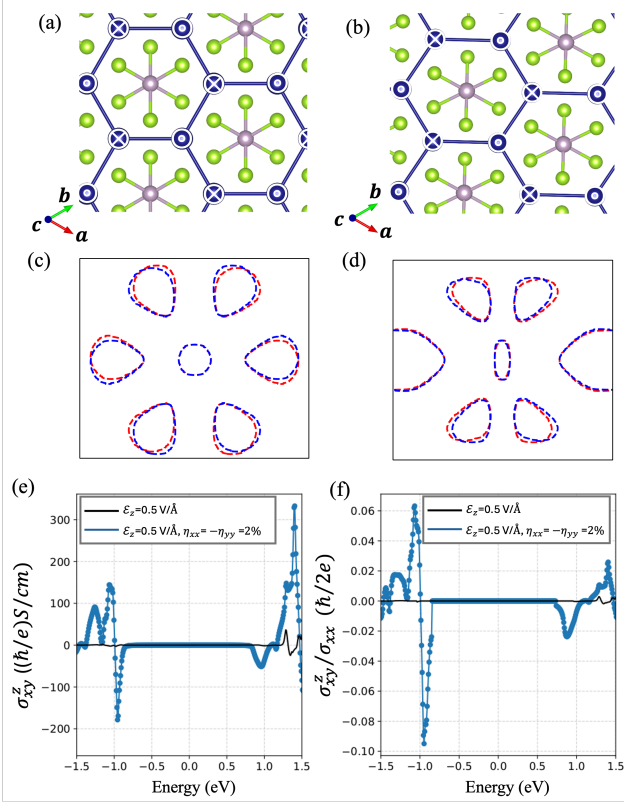 (a)
(b)
b
c
a
b
c
a
(c)
(d)
(e)
ℰz=0.5 V/Å
ℰz=0.5 V/Å, ηxx= −ηyy =2%
σ^z_xy ((ħ/e)S/cm)
300
200
100
0
−100
−200
−1.5 −1.0 −0.5 0.0 0.5 1.0 1.5
Energy (eV)
(f)
ℰz=0.5 V/Å
ℰz=0.5 V/Å, ηxx= −ηyy =2%
σ^z_xy/σxx (ħ/2e)
0.06
0.04
0.02
0.00
−0.02
−0.04
−0.06
−0.08
−0.10
−1.5 −1.0 −0.5 0.0 0.5 1.0 1.5
Energy (eV)